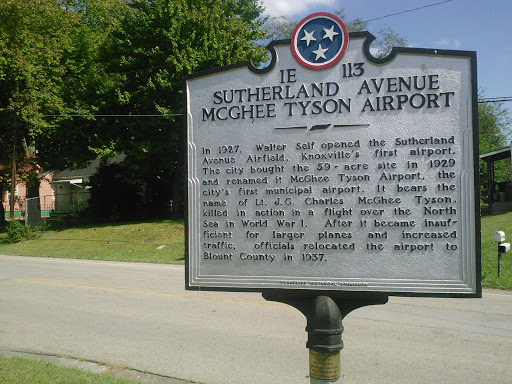 1E 113
SUTHERLAND AVENUE
MCGHEE TYSON AIRPORT
In 1927, Walter Self opened the Sutherland
Avenue Airfield, Knoxville's first airport.
The city bought the 59-acre site in 1929
and renamed it McGhee Tyson Airport, the
city's first municipal airport. It bears the
name of Lt. J.G. Charles McGhee Tyson,
killed in action in a flight over the North
Sea in World War I. After it became insuf-
ficient for larger planes and increased
traffic, officials relocated the airport to
Blount County in 1937.
TENNESSEE HISTORICAL COMMISSION